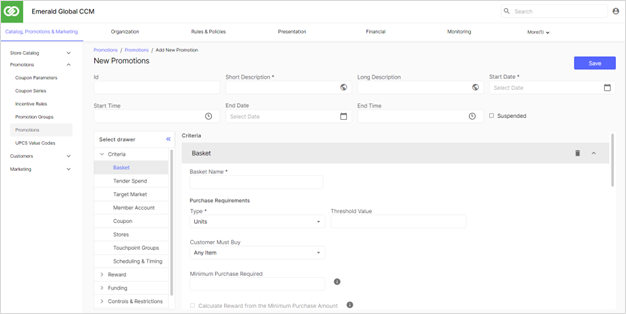 Emerald Global CCM
Search
Catalog, Promotions & Marketing
Organization
Rules & Policies
Presentation
Financial
Monitoring
More(1)
Store Catalog
Promotions
Coupon Parameters
Coupon Series
Incentive Rules
Promotion Groups
Promotions
UPC5 Value Codes
Customers
Marketing
Promotions / Promotions / Add New Promotion
New Promotions
Save
Id
Short Description *
Long Description
Start Date *
Select Date
Start Time
End Date
Select Date
End Time
Suspended
Select drawer
«
Criteria
Basket
Tender Spend
Target Market
Member Account
Coupon
Stores
Touchpoint Groups
Scheduling & Timing
Reward
Funding
Controls & Restrictions
Criteria
Basket
Basket Name *
Purchase Requirements
Type *
Units
Threshold Value
Customer Must Buy
Any Item
Minimum Purchase Required
Calculate Reward from the Minimum Purchase Amount